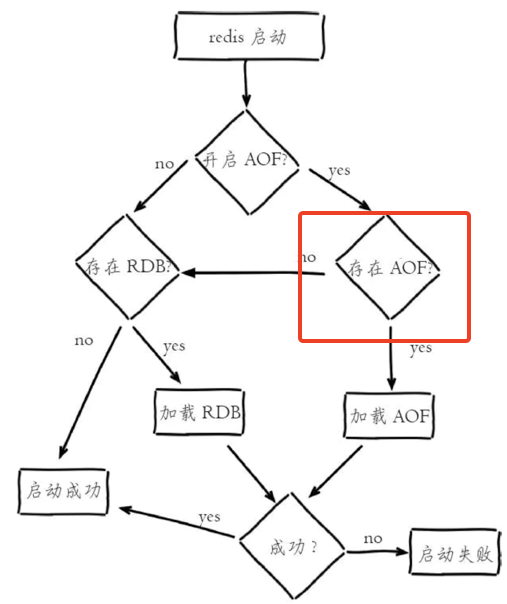 redis 启动
开启 AOF?
no
yes
存在 RDB?
no
存在 AOF?
no
yes
yes
加载 RDB
加载 AOF
启动成功
yes
成功？
no
启动失败